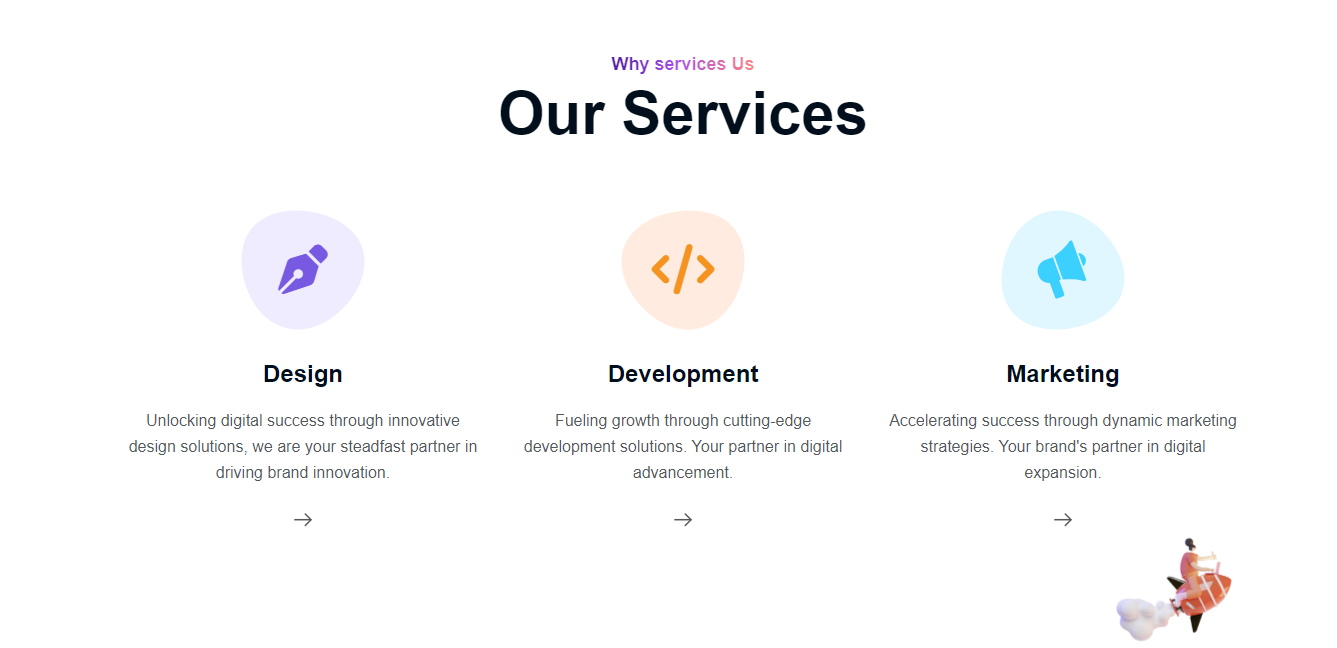 Why services Us
Our Services
Design
Unlocking digital success through innovative
design solutions, we are your steadfast partner in
driving brand innovation.
Development
Fueling growth through cutting-edge
development solutions. Your partner in digital
advancement.
Marketing
Accelerating success through dynamic marketing
strategies. Your brand's partner in digital
expansion.